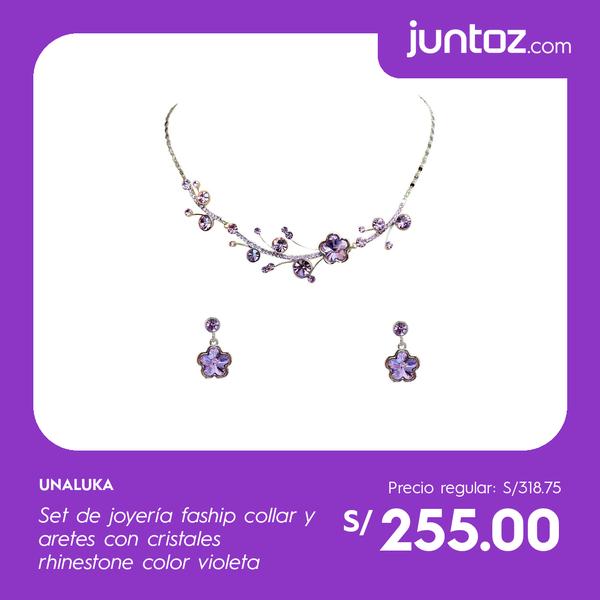 juntoz.com
UNALUKA
Set de joyería faship collar y
aretes con cristales
rhinestone color violeta
Precio regular: S/318.75
S/255.00